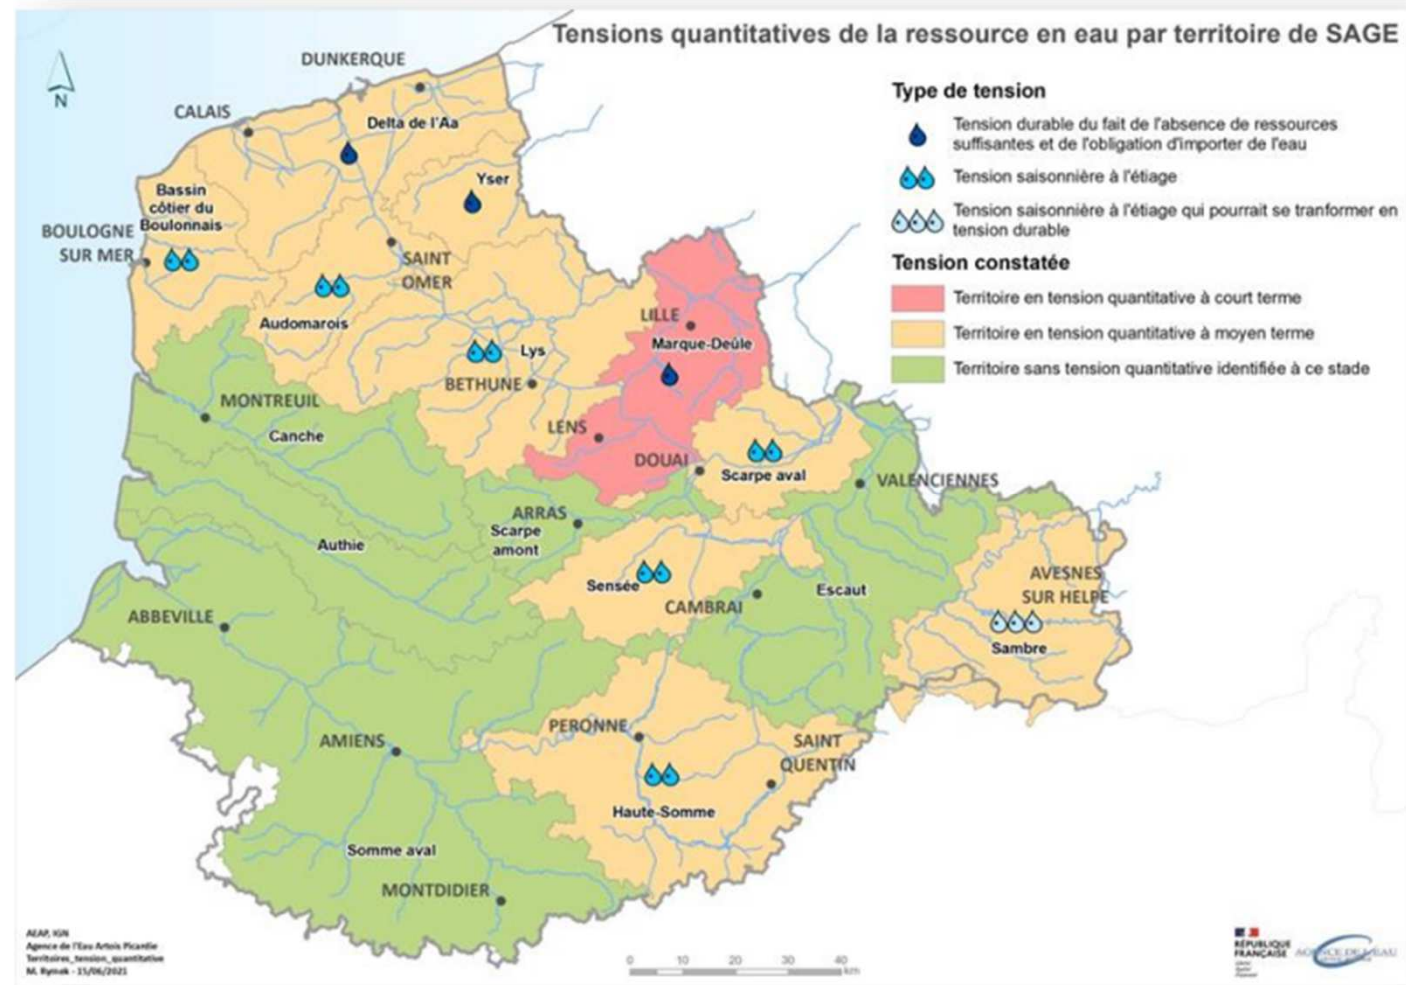 Tensions quantitatives de la ressource en eau par territoire de SAGE
Type de tension
Tension durable du fait de l'absence de ressources
suffisantes et de l'obligation d'importer de l'eau
Tension saisonnière à l'étiage
Tension saisonnière à l'étiage qui pourrait se tranformer en
tension durable
Tension constatée
Territoire en tension quantitative à court terme
Territoire en tension quantitative à moyen terme
Territoire sans tension quantitative identifiée à ce stade
N
DUNKERQUE
CALAIS
Delta de l'Aa
Yser
Bassin
côtier du
Boulonnais
BOULOGNE
SUR MER
SAINT
OMER
Audomarois
LILLE
Marque-Deûle
Lys
BETHUNE
MONTREUIL
Canche
LENS
DOUAI
Scarpe aval
VALENCIENNES
ARRAS
Scarpe
amont
Authie
Sensée
CAMBRAI
Escaut
AVESNES
SUR HELPE
Sambre
ABBEVILLE
PERONNE
SAINT
QUENTIN
AMIENS
Haute-Somme
Somme aval
MONTDIDIER
AEAP, IGN
Agence de l'Eau Artois Picardie
Territoires_tension_quantitative
M. Bymak - 15/06/2021
0 10 20 30 40
km
RÉPUBLIQUE
FRANÇAISE
AGENCE DE L'EAU